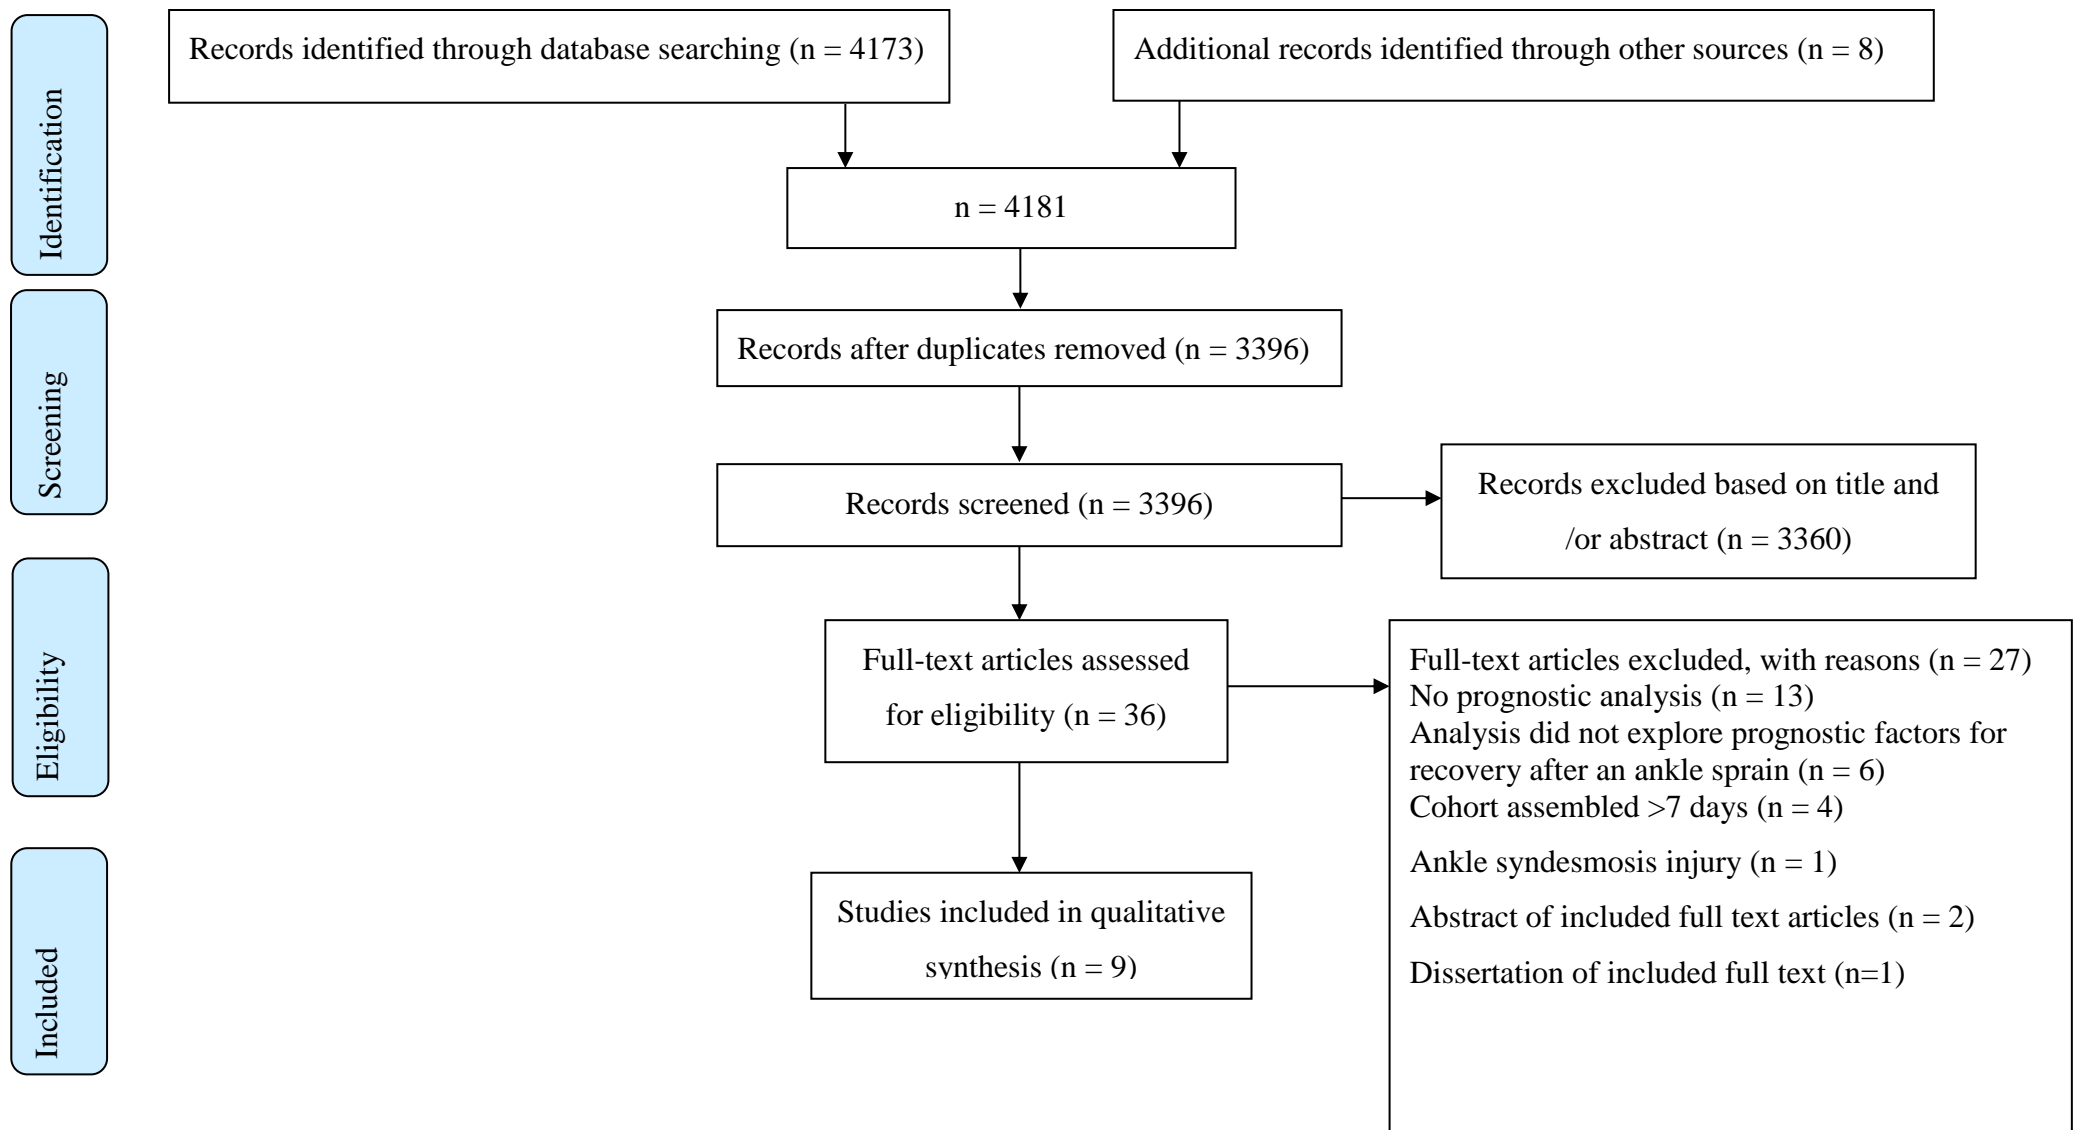 Identification
Records identified through database searching (n = 4173)
Additional records identified through other sources (n = 8)
n = 4181
Screening
Records after duplicates removed (n = 3396)
Records screened (n = 3396)
Records excluded based on title and
/or abstract (n = 3360)
Eligibility
Full-text articles assessed
for eligibility (n = 36)
Full-text articles excluded, with reasons (n = 27)
No prognostic analysis (n = 13)
Analysis did not explore prognostic factors for
recovery after an ankle sprain (n = 6)
Cohort assembled >7 days (n = 4)
Ankle syndesmosis injury (n = 1)
Abstract of included full text articles (n = 2)
Dissertation of included full text (n=1)
Included
Studies included in qualitative
synthesis (n = 9)